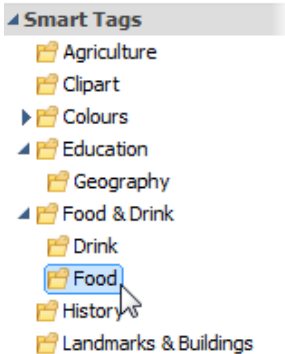 Smart Tags
Agriculture
Clipart
Colours
Education
Geography
Food & Drink
Drink
Food
History
Landmarks & Buildings